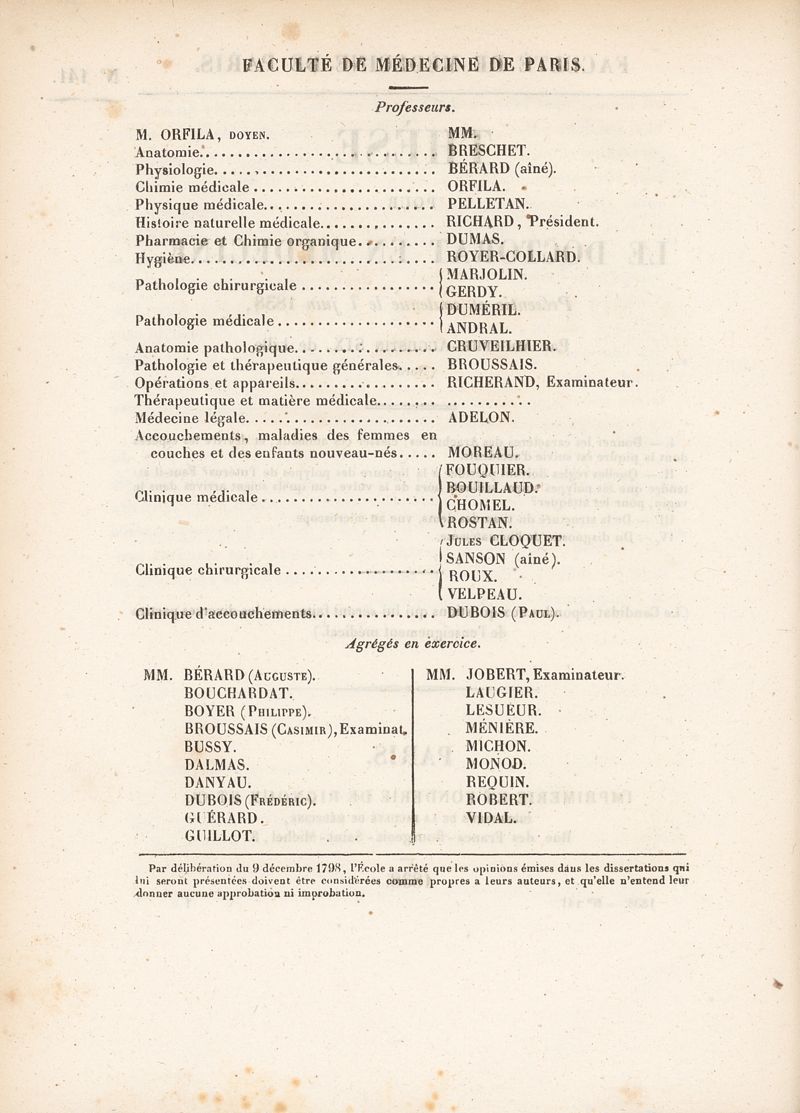 FACULTÉ DE MÉDECINE DE PARIS.
Professeurs.
M. ORFILA, DOYEN. MM.
Anatomie. BRESCHET.
Physiologie. BÉRARD (aîné).
Chimie médicale ORFILA.
Physique médicale. PELLETAN.
Histoire naturelle médicale. RICHARD, Président.
Pharmacie et Chimie organique. DUMAS.
Hygiène. ROYER-COLLARD.
Pathologie chirurgicale MARJOLIN.
GERDY.
Pathologie médicale DUMÉRIL.
ANDRAL.
Anatomie pathologique. CRUVEILHIER.
Pathologie et thérapeutique générales. BROUSSAIS.
Opérations et appareils. RICHERAND, Examinateur.
Thérapeutique et matière médicale. ..........
Médecine légale. ADELON.
Accouchements, maladies des femmes en
couches et des enfants nouveau-nés MOREAU.
Clinique médicale FOUQUIER.
BOUILLAUD.
CHOMEL.
ROSTAN.
Clinique chirurgicale JULES CLOQUET.
SANSON (aîné).
ROUX.
VELPEAU.
Clinique d'accouchements. DUBOIS (PAUL).
Agrégés en exercice.
MM. BÉRARD (AUGUSTE).
BOUCHARDAT.
BOYER (PHILIPPE).
BROUSSAIS (CASIMIR), Examinat.
BUSSY.
DALMAS.
DANYAU.
DUBOIS (FRÉDÉRIC).
GUÉRARD.
GUILLOT.
MM. JOBERT, Examinateur.
LAUGIER.
LESUEUR.
MÉNIÈRE.
MICHON.
MONOD.
REQUIN.
ROBERT.
VIDAL.
Par délibération du 9 décembre 1798, l'École a arrêté que les opinions émises dans les dissertations qui
lui seront présentées doivent être considérées comme propres a leurs auteurs, et qu'elle n'entend leur
donner aucune approbation ni improbation.